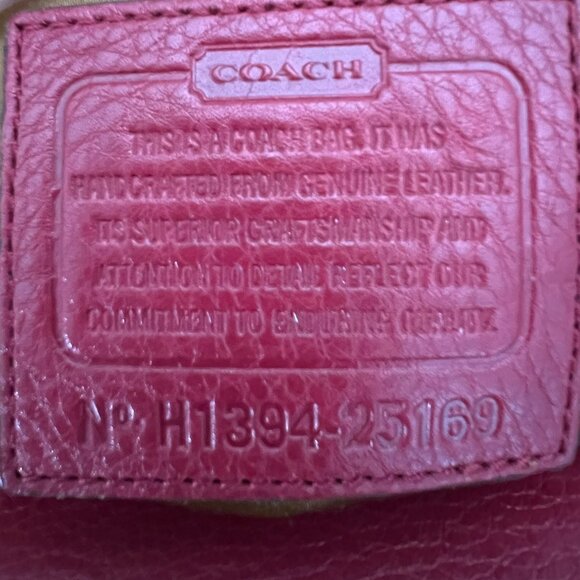 COACH
THIS IS A COACH BAG. IT WAS
HANDCRAFTED FROM GENUINE LEATHER.
ITS SUPERIOR CRAFTSMANSHIP AND
ATTENTION TO DETAIL REFLECT OUR
COMMITMENT TO ENDURING QUALITY.
Nº H1394-25169